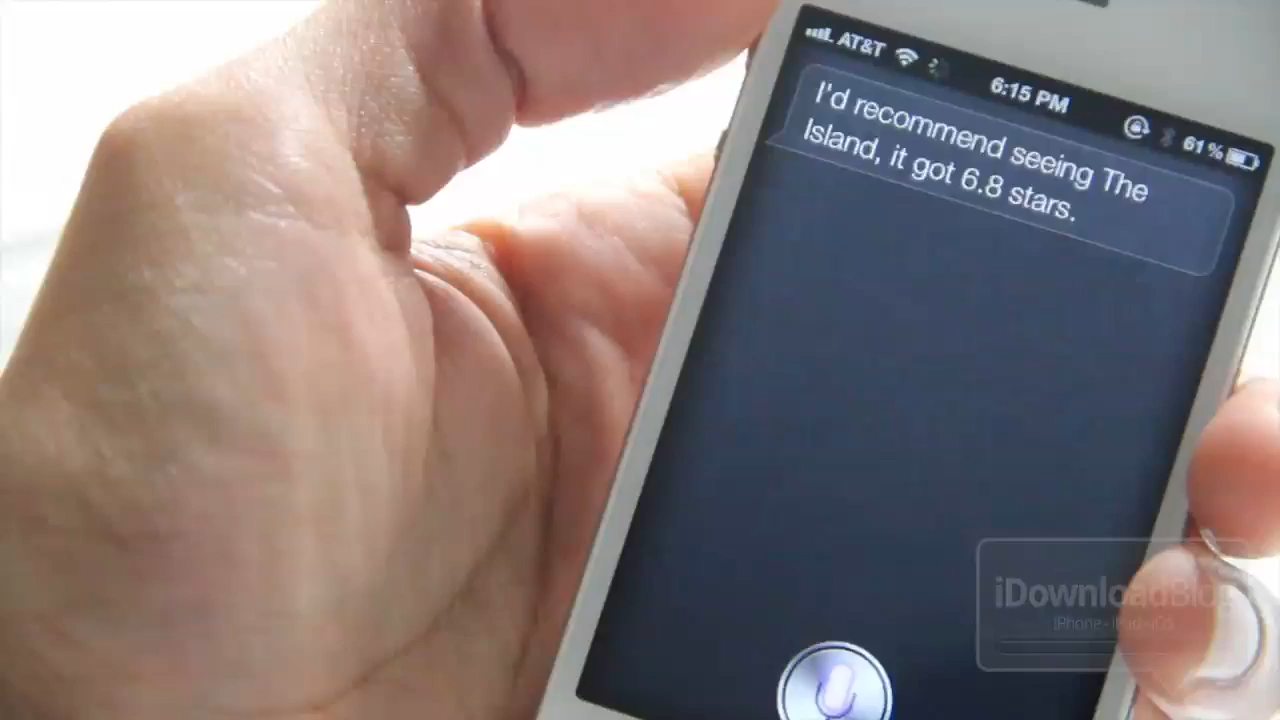 AT&T
6:15 PM
61%
I'd recommend seeing The
Island, it got 6.8 stars.
iDownloadBlog